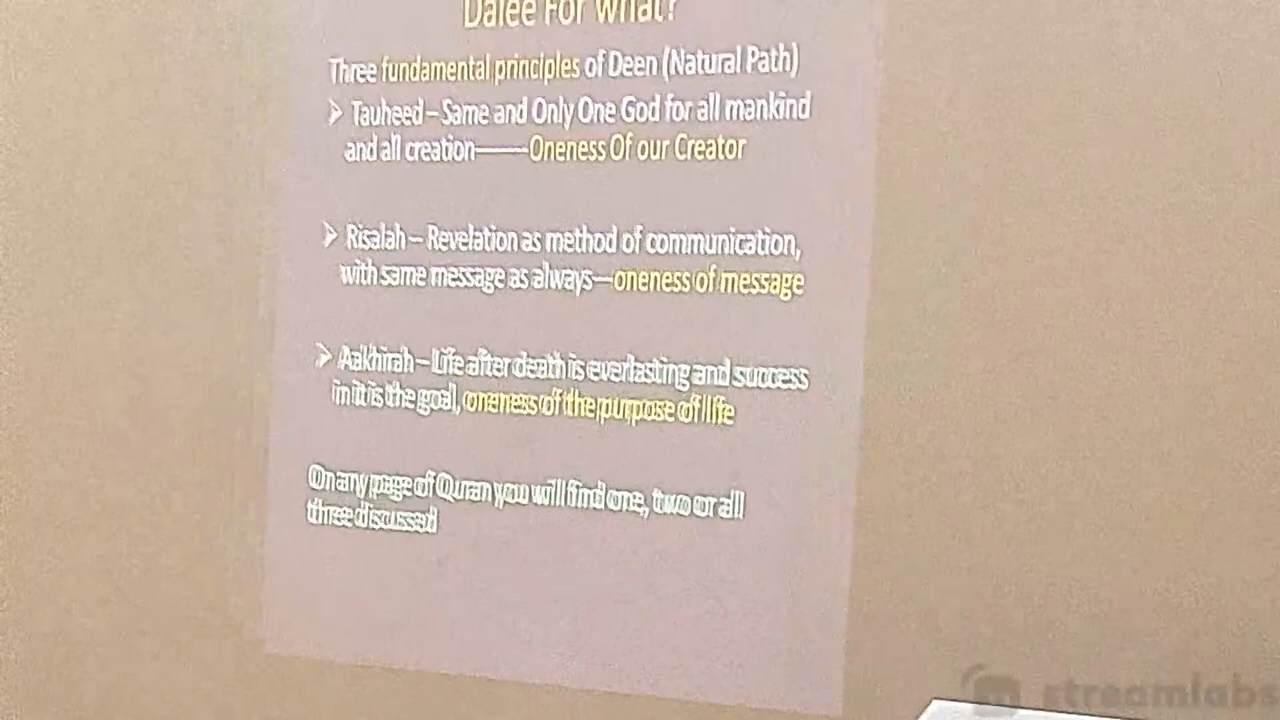 Dalee For What?
Three fundamental principles of Deen (Natural Path)
➤ Tauheed – Same and Only One God for all mankind
and all creation——Oneness Of our Creator
➤ Risalah – Revelation as method of communication,
with same message as always—oneness of message
➤ Aakhirah – Life after death is everlasting and success
in it is the goal, oneness of the purpose of life
On any page of Quran you will find one, two or all
three discussed
streamlabs